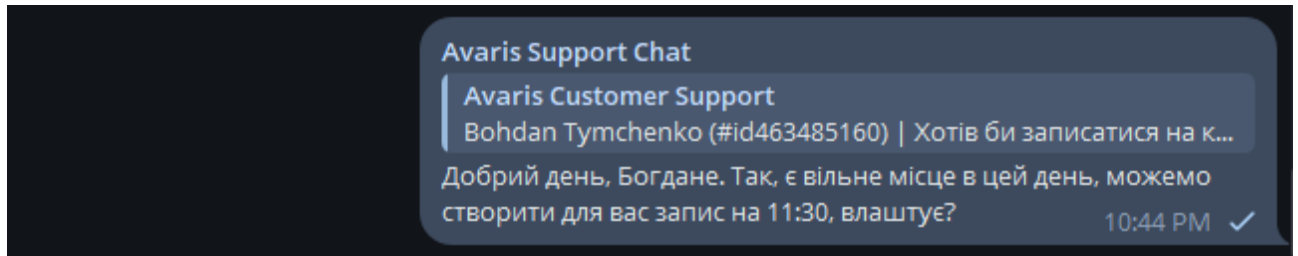 Avaris Support Chat
Avaris Customer Support
Bohdan Tymchenko (#id463485160) | Хотів би записатися на к...
Добрий день, Богдане. Так, є вільне місце в цей день, можемо
створити для вас запис на 11:30, влаштує?
10:44 PM